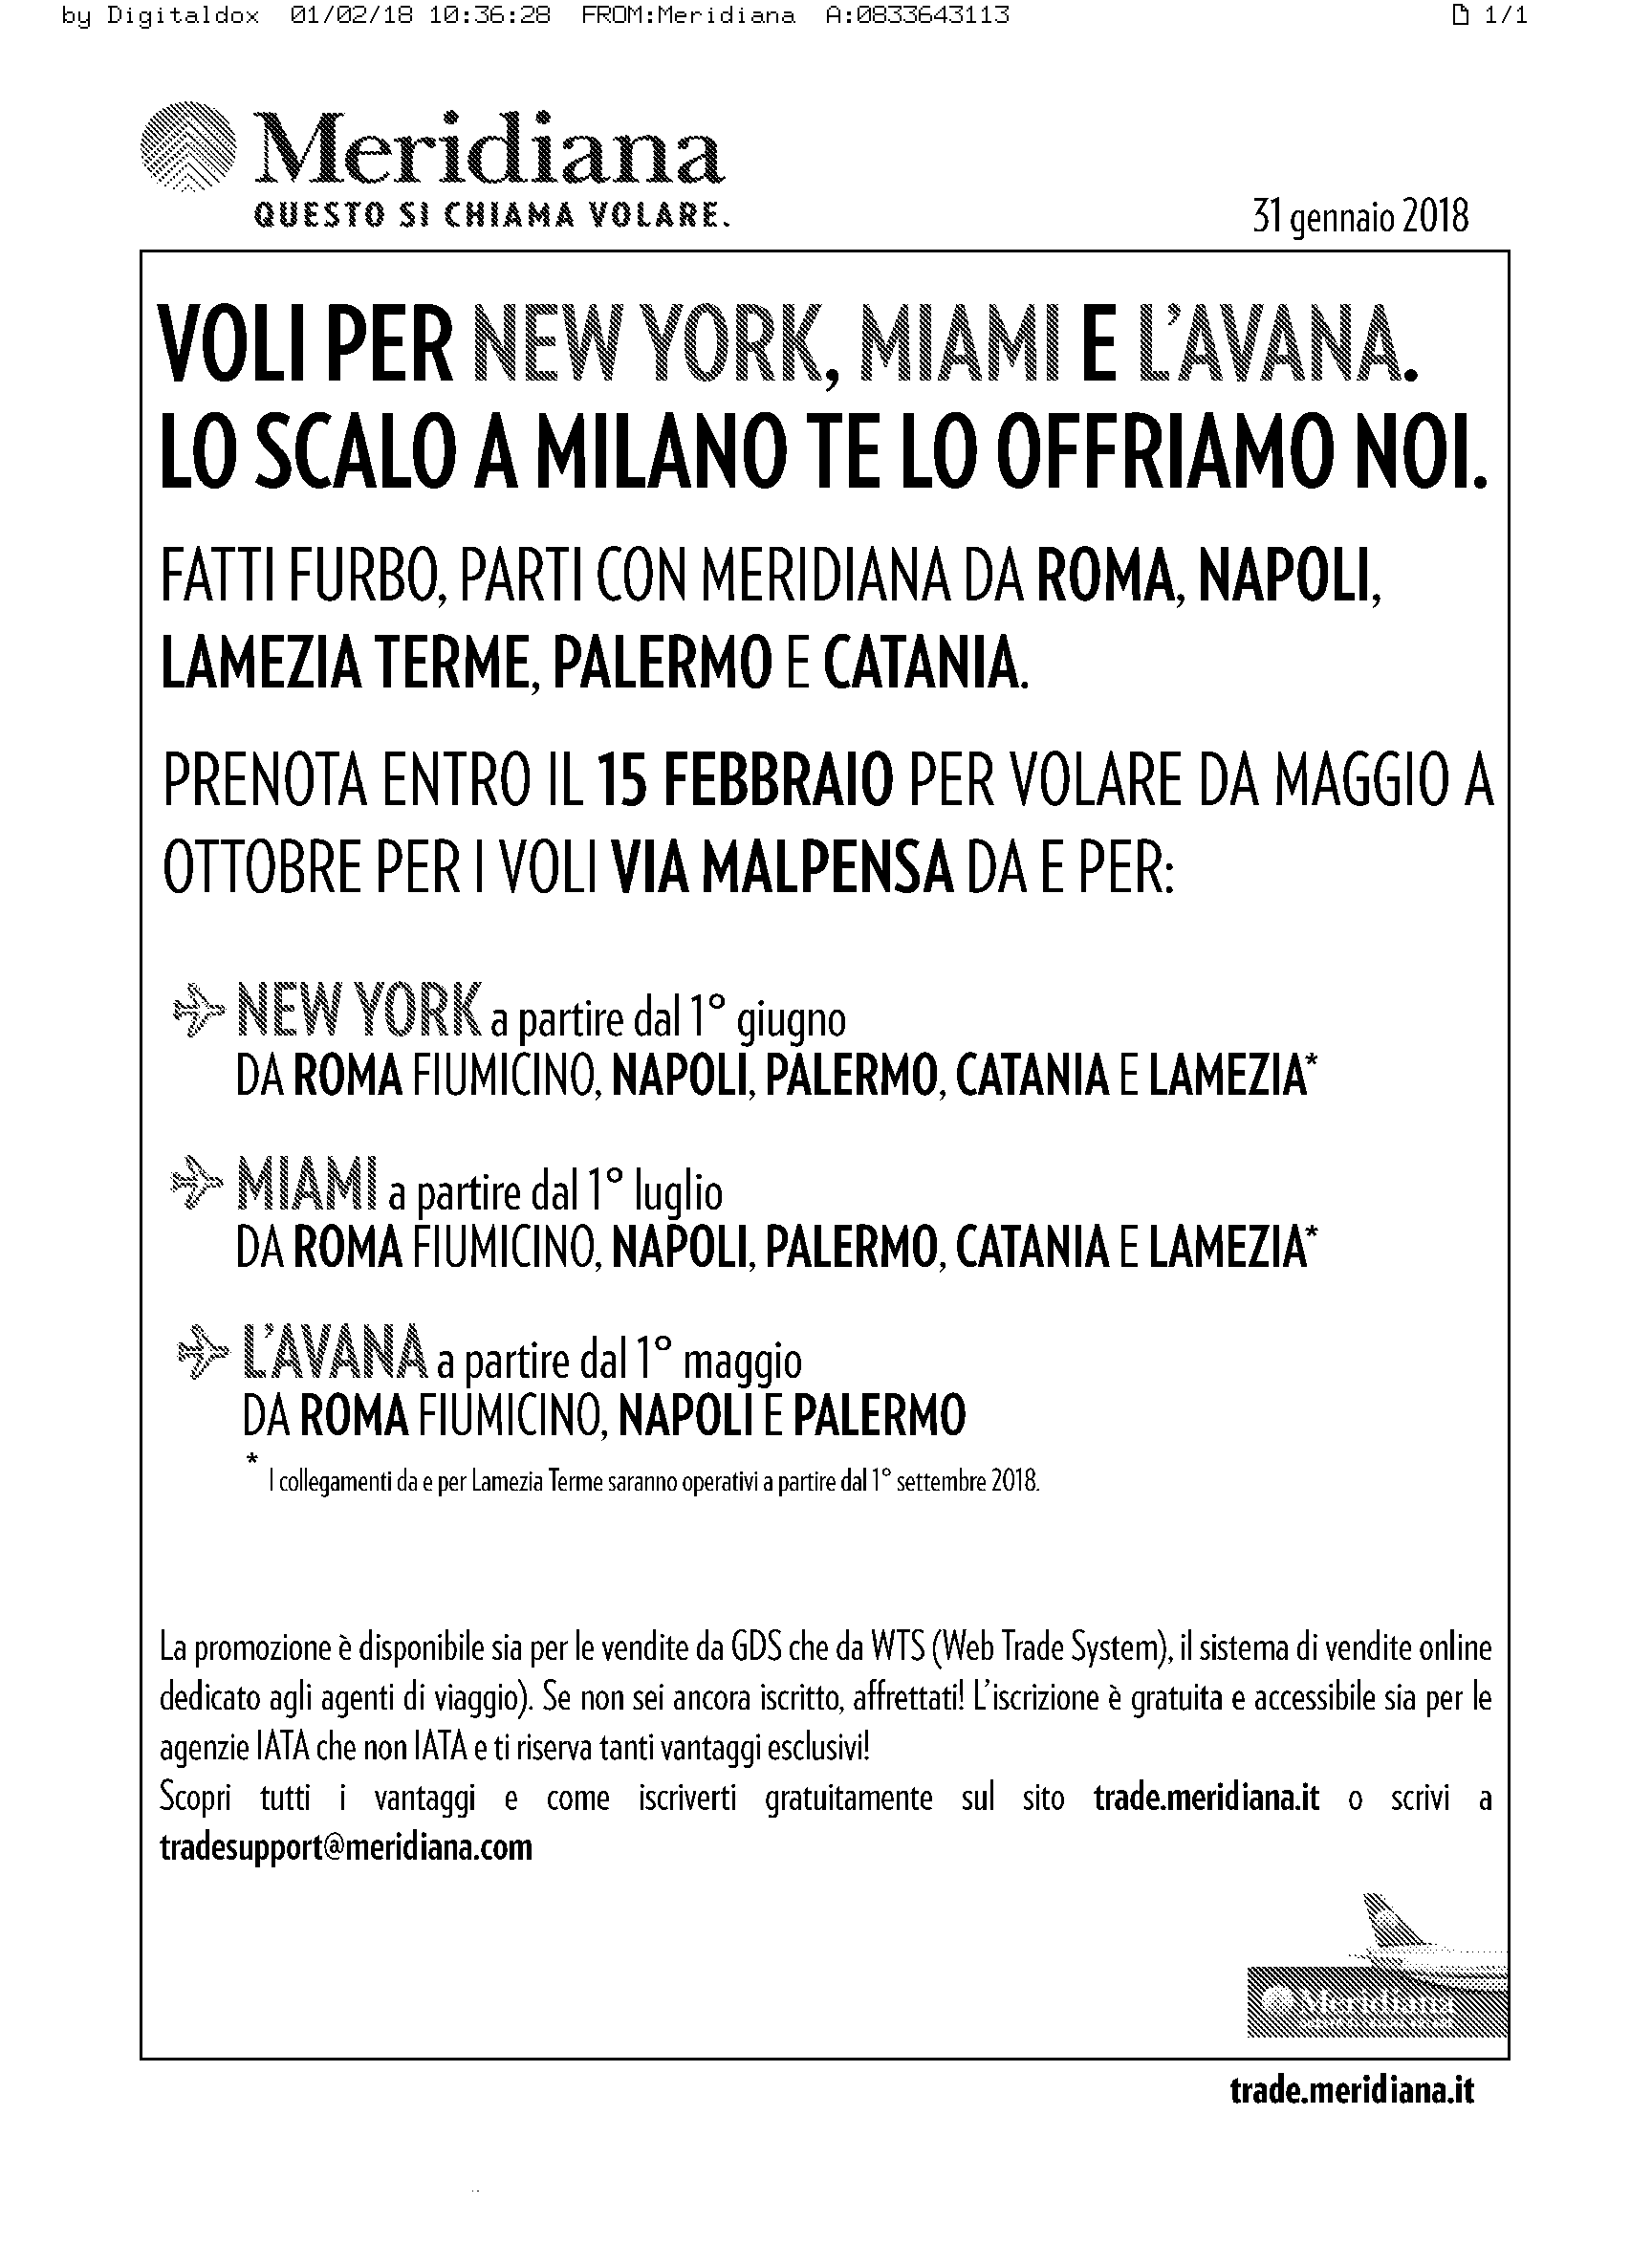 by Digitaldox 01/02/18 10:36:28 FROM:Meridiana A:0833643113 1/1
Meridiana
QUESTO SI CHIAMA VOLARE.
31 gennaio 2018
VOLI PER NEW YORK, MIAMI E L'AVANA.
LO SCALO A MILANO TE LO OFFRIAMO NOI.
FATTI FURBO, PARTI CON MERIDIANA DA ROMA, NAPOLI,
LAMEZIA TERME, PALERMO E CATANIA.
PRENOTA ENTRO IL 15 FEBBRAIO PER VOLARE DA MAGGIO A
OTTOBRE PER I VOLI VIA MALPENSA DA E PER:
NEW YORK a partire dal 1° giugno
DA ROMA FIUMICINO, NAPOLI, PALERMO, CATANIA E LAMEZIA*
MIAMI a partire dal 1° luglio
DA ROMA FIUMICINO, NAPOLI, PALERMO, CATANIA E LAMEZIA*
L'AVANA a partire dal 1° maggio
DA ROMA FIUMICINO, NAPOLI E PALERMO
* I collegamenti da e per Lamezia Terme saranno operativi a partire dal 1° settembre 2018.
La promozione è disponibile sia per le vendite da GDS che da WTS (Web Trade System), il sistema di vendite online
dedicato agli agenti di viaggio). Se non sei ancora iscritto, affrettati! L'iscrizione è gratuita e accessibile sia per le
agenzie IATA che non IATA e ti riserva tanti vantaggi esclusivi!
Scopri tutti i vantaggi e come iscriverti gratuitamente sul sito trade.meridiana.it o scrivi a
tradesupport@meridiana.com
Meridiana
trade.meridiana.it